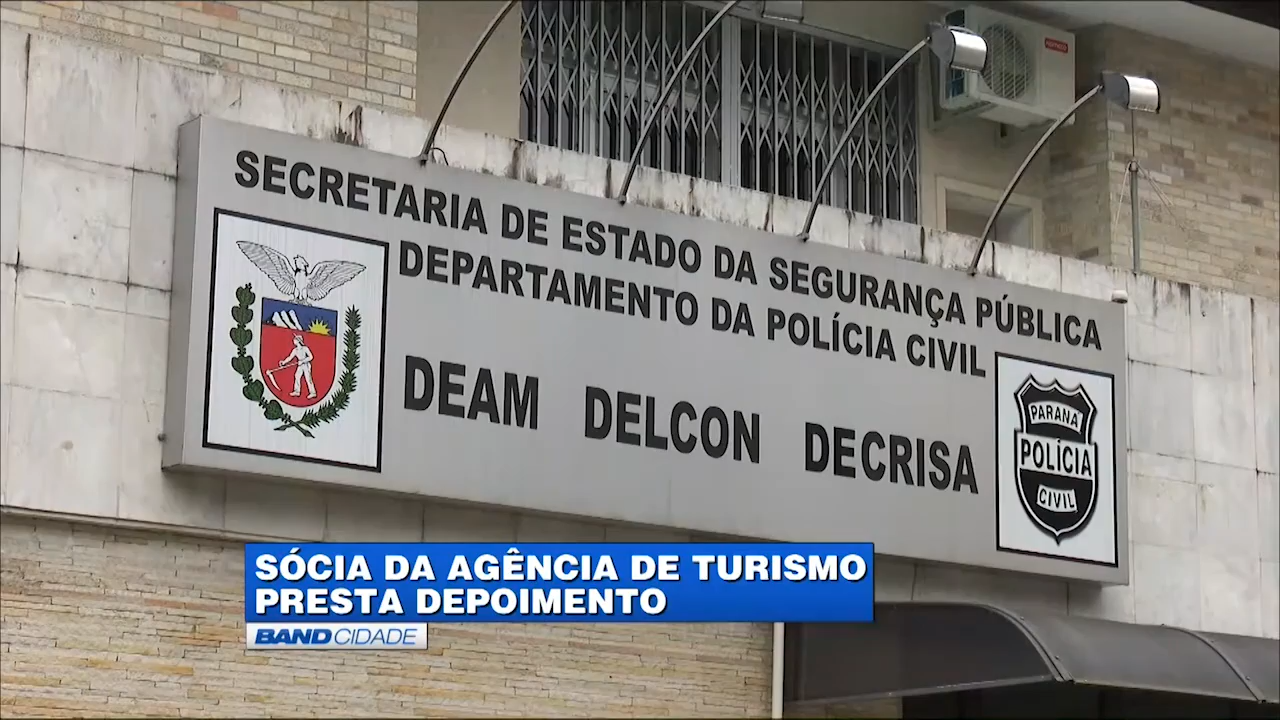 SECRETARIA DE ESTADO DA SEGURANÇA PÚBLICA
DEPARTAMENTO DA POLÍCIA CIVIL
DEAM DELCON DECRISA
PARANÁ
POLÍCIA
CIVIL
SÓCIA DA AGÊNCIA DE TURISMO
PRESTA DEPOIMENTO
BAND CIDADE